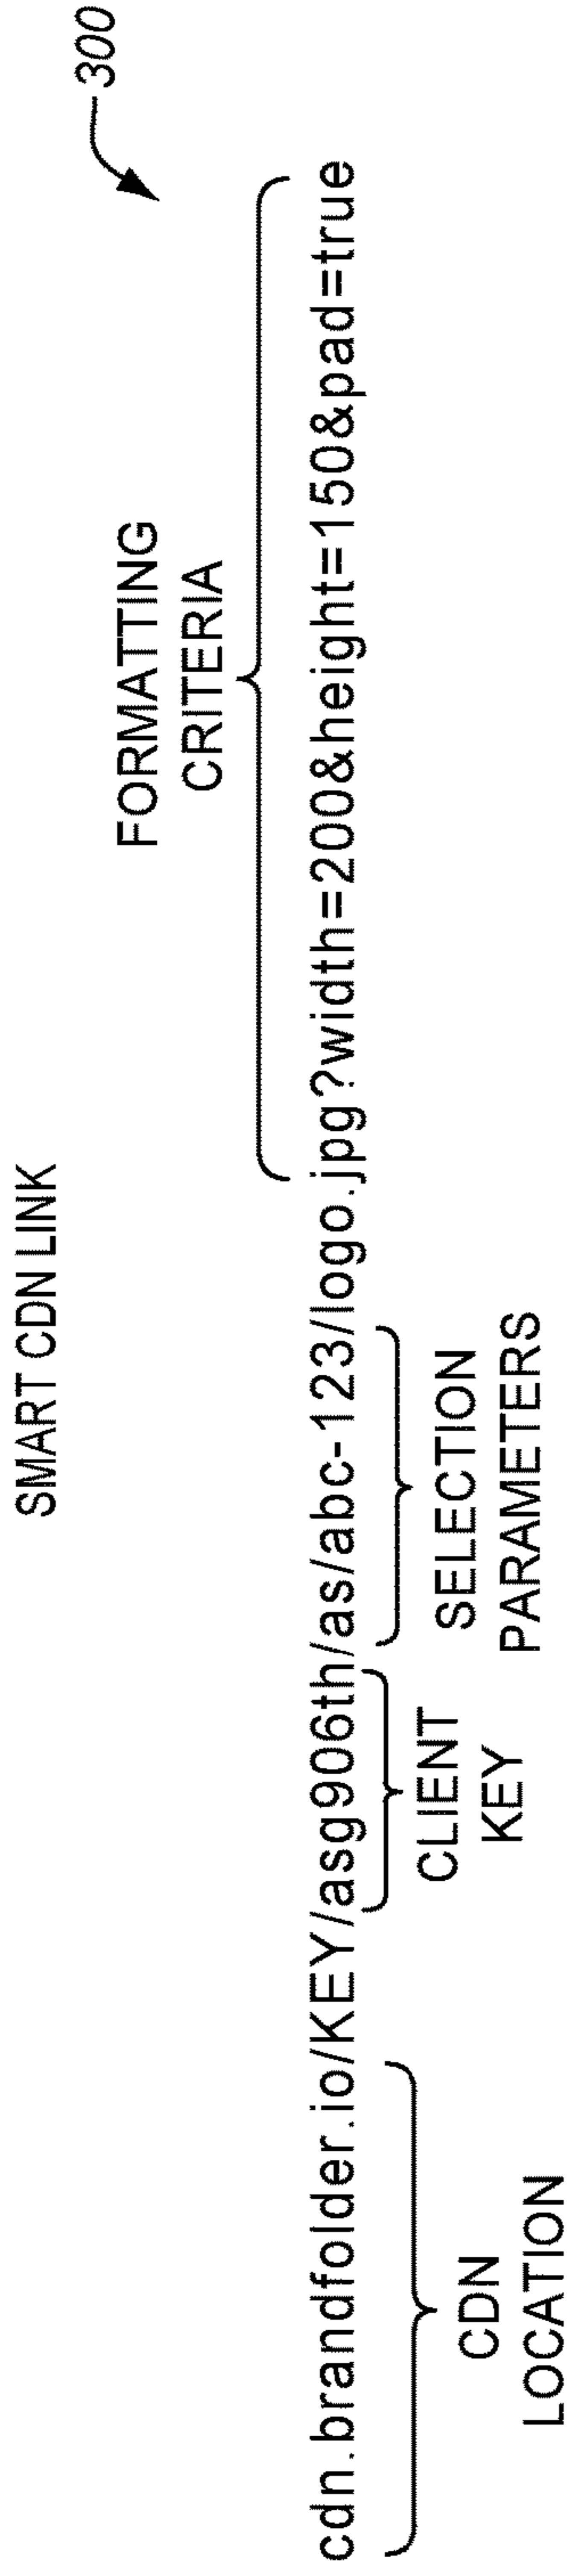 SMART CDN LINK
300
FORMATTING
CRITERIA
cdn.brandfolder.io/KEY/asg906th/as/abc-123/logo.jpg?width=200&height=150&pad=true
CDN
LOCATION
CLIENT
KEY
SELECTION
PARAMETERS